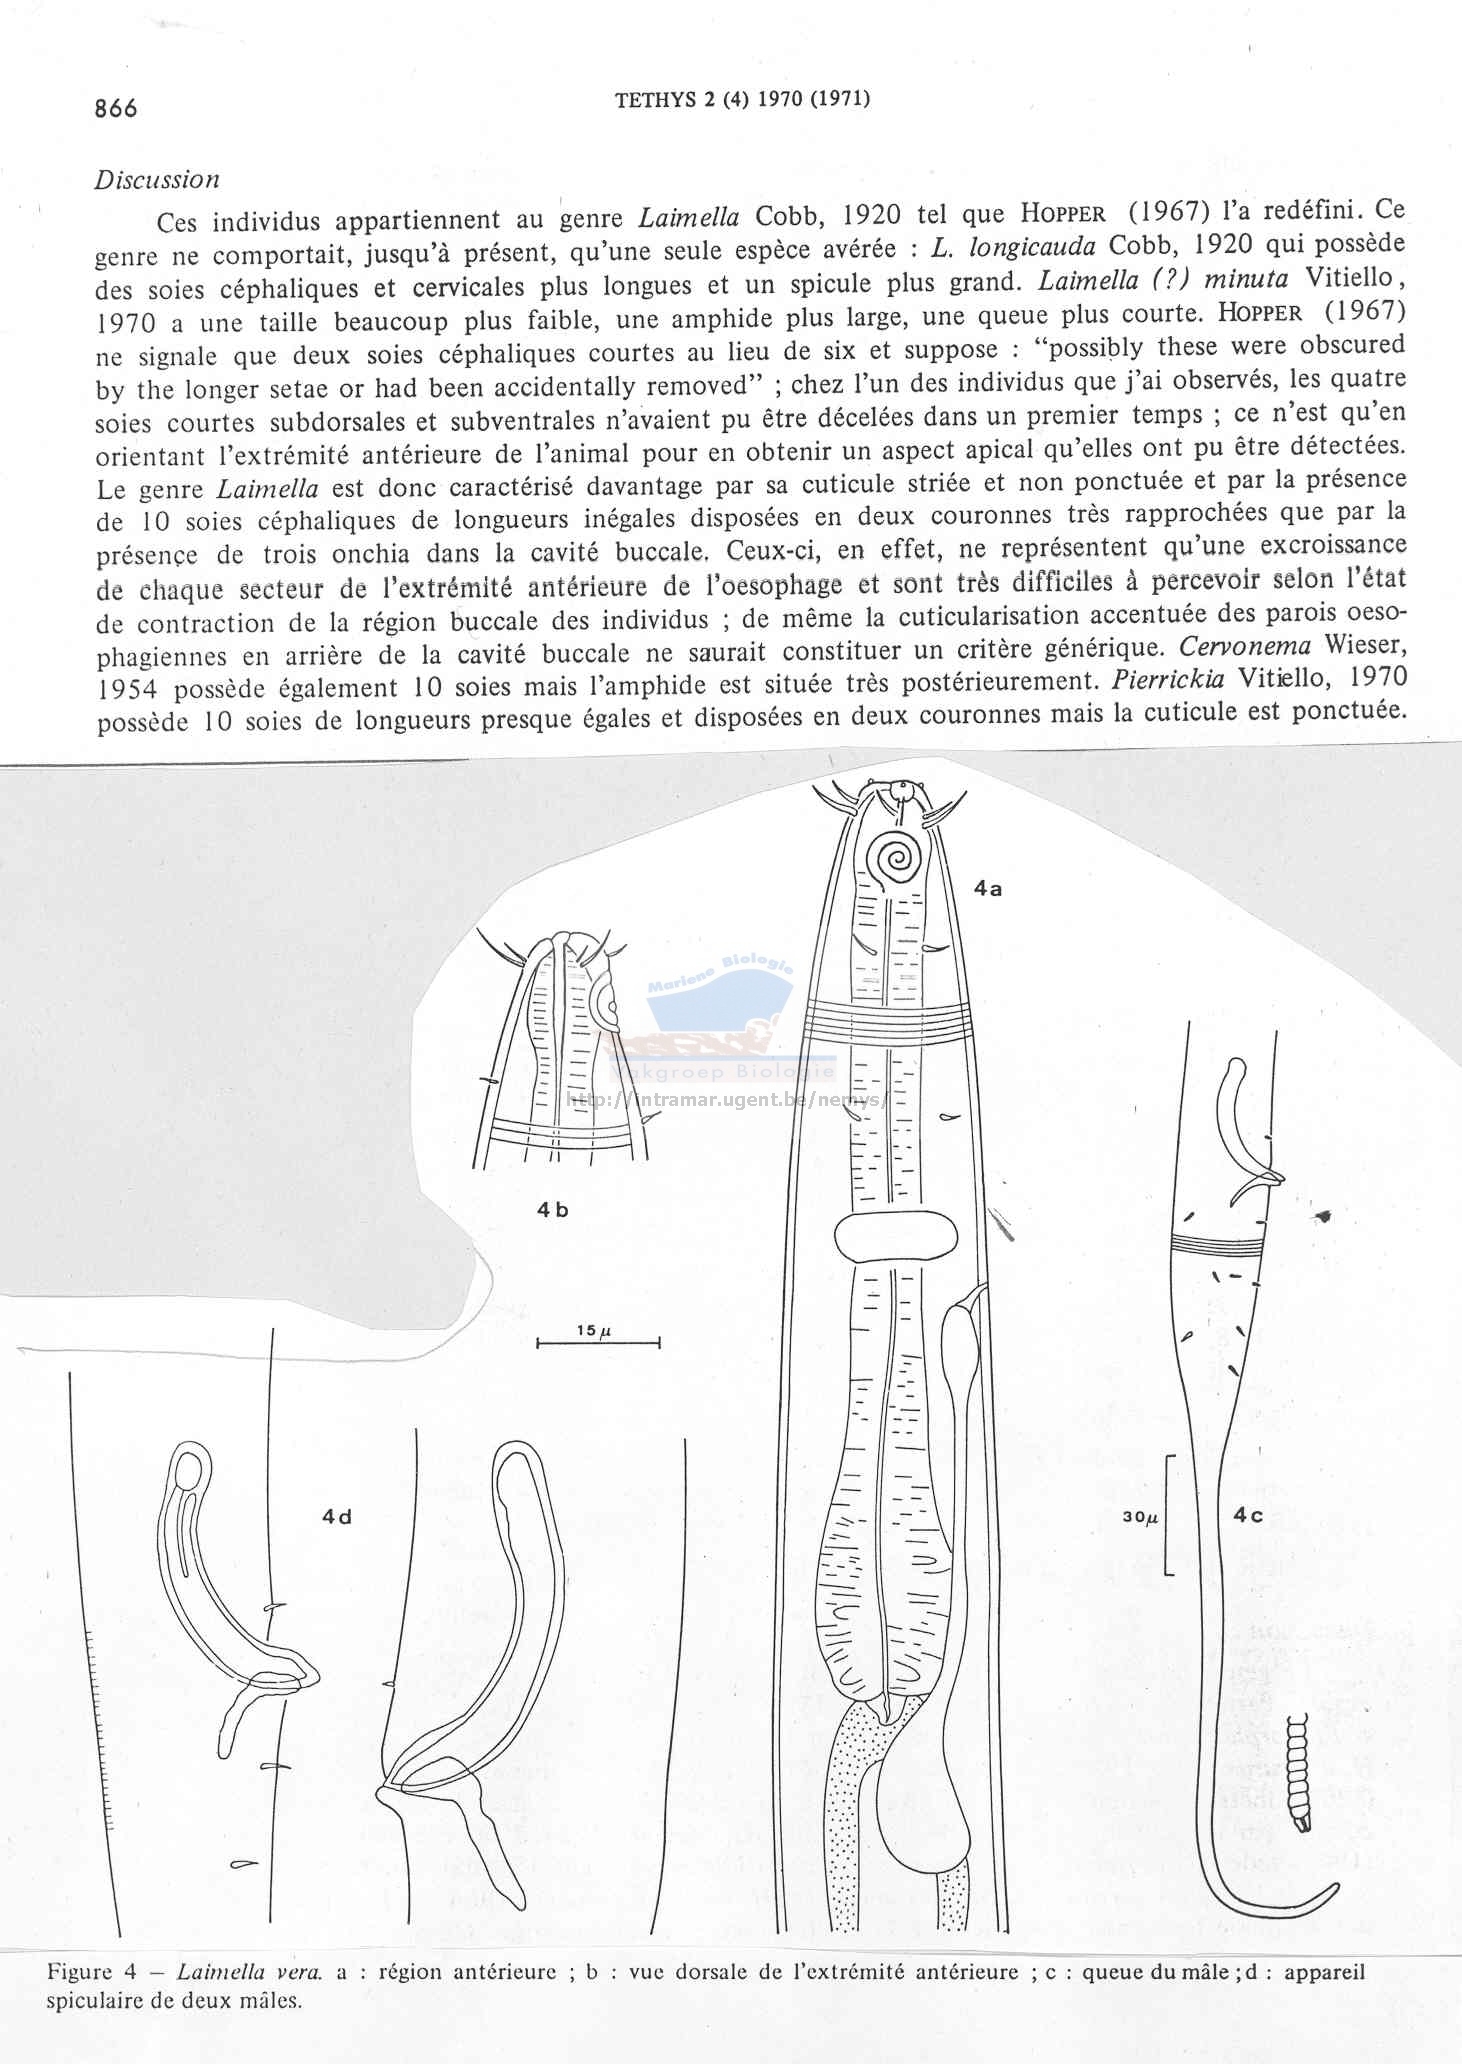 866
TETHYS 2 (4) 1970 (1971)
Discussion
Ces individus appartiennent au genre Laimella Cobb, 1920 tel que HOPPER (1967) l'a redéfini. Ce
genre ne comportait, jusqu'à présent, qu'une seule espèce avérée : L. longicauda Cobb, 1920 qui possède
des soies céphaliques et cervicales plus longues et un spicule plus grand. Laimella (?) minuta Vitiello,
1970 a une taille beaucoup plus faible, une amphide plus large, une queue plus courte. HOPPER (1967)
ne signale que deux soies céphaliques courtes au lieu de six et suppose : “possibly these were obscured
by the longer setae or had been accidentally removed” ; chez l'un des individus que j'ai observés, les quatre
soies courtes subdorsales et subventrales n'avaient pu être décelées dans un premier temps ; ce n'est qu'en
orientant l'extrémité antérieure de l'animal pour en obtenir un aspect apical qu'elles ont pu être détectées.
Le genre Laimella est donc caractérisé davantage par sa cuticule striée et non ponctuée et par la présence
de 10 soies céphaliques de longueurs inégales disposées en deux couronnes très rapprochées que par la
présence de trois onchia dans la cavité buccale. Ceux-ci, en effet, ne représentent qu'une excroissance
de chaque secteur de l'extrémité antérieure de l'oesophage et sont très difficiles à percevoir selon l'état
de contraction de la région buccale des individus ; de même la cuticularisation accentuée des parois oeso-
phagiennes en arrière de la cavité buccale ne saurait constituer un critère générique. Cervonema Wieser,
1954 possède également 10 soies mais l'amphide est située très postérieurement. Pierrickia Vitiello, 1970
possède 10 soies de longueurs presque égales et disposées en deux couronnes mais la cuticule est ponctuée.
4a
Mariene Biologie
Vakgroep Biologie
http://intramar.ugent.be/nemys/
4b
15 µ
4d
30µ
4c
Figure 4 — Laimella vera. a : région antérieure ; b : vue dorsale de l'extrémité antérieure ; c : queue du mâle ; d : appareil
spiculaire de deux mâles.